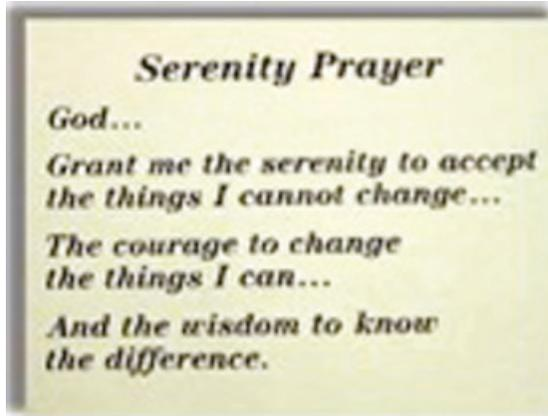 Serenity Prayer
God...
Grant me the serenity to accept
the things I cannot change...
The courage to change
the things I can...
And the wisdom to know
the difference.